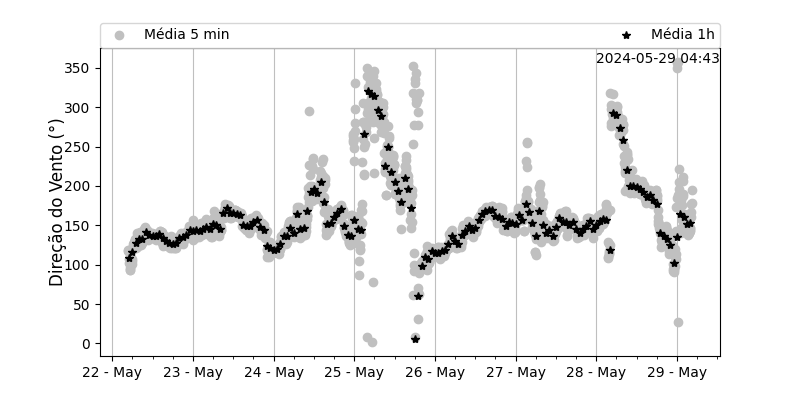 Média 5 min
Média 1h
2024-05-29 04:43
Direção do Vento (°)
350
300
250
200
150
100
50
0
22 - May
23 - May
24 - May
25 - May
26 - May
27 - May
28 - May
29 - May